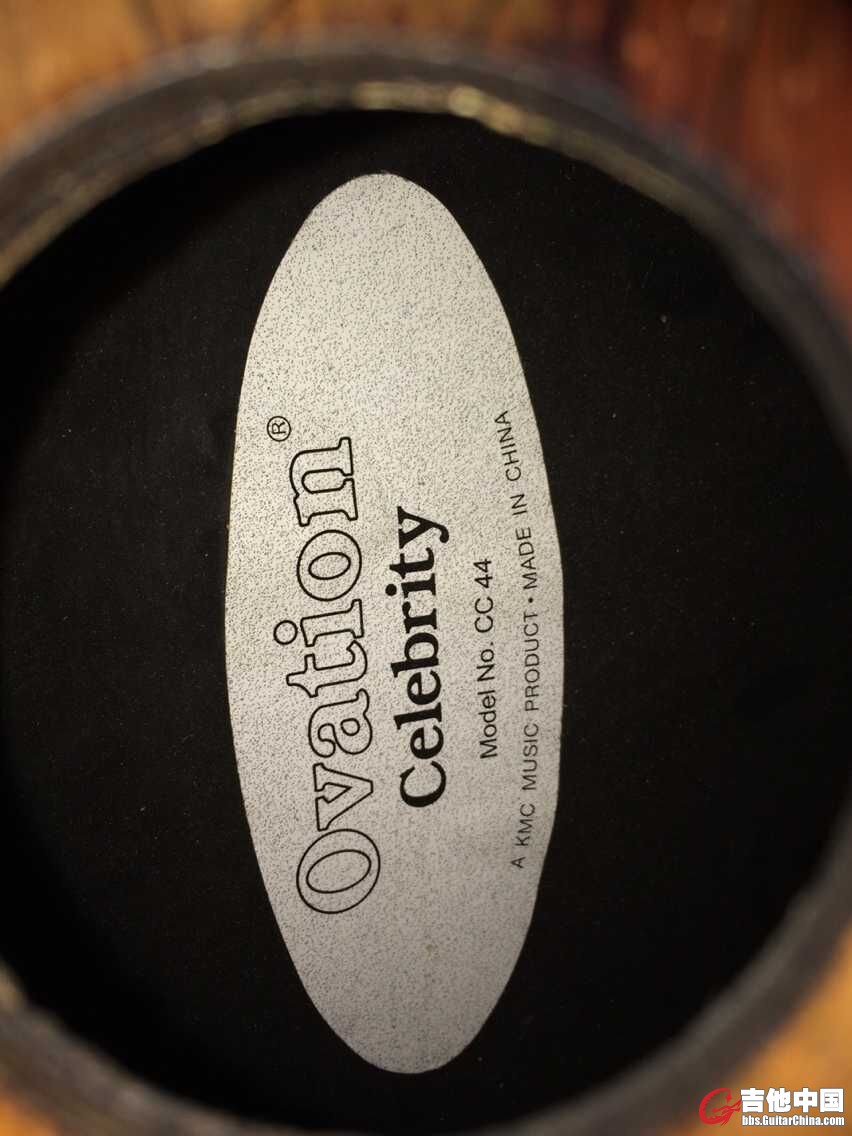 Ovation®
Celebrity
Model No. CC 44
A KMC MUSIC PRODUCT • MADE IN CHINA
吉他中国
bbs.GuitarChina.com